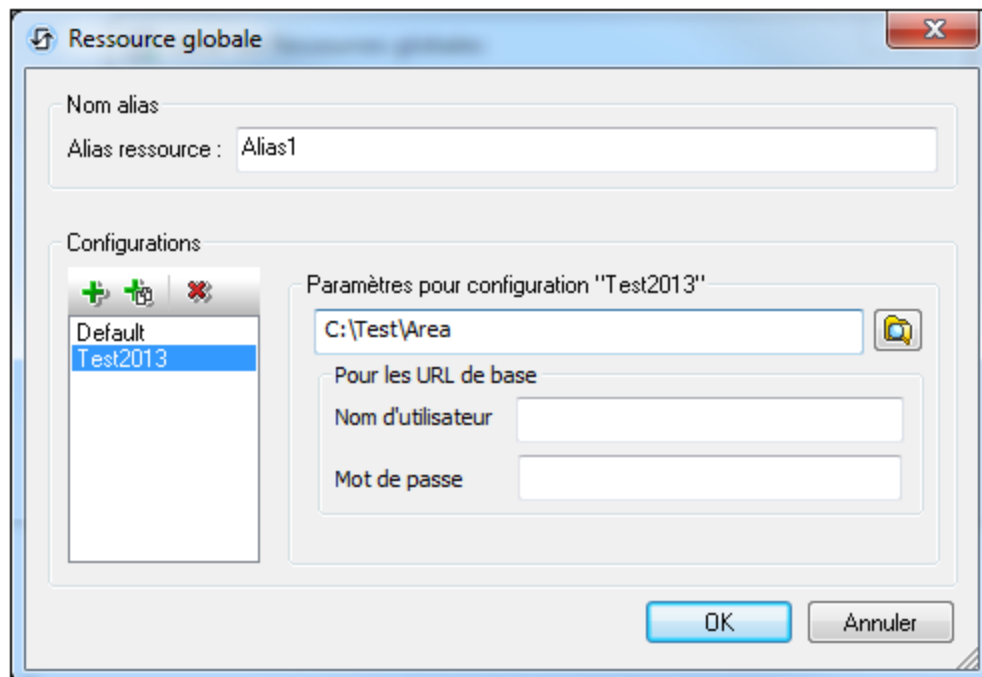 Ressource globale
Nom alias
Alias ressource : Alias1
Configurations
Default
Test2013
Paramètres pour configuration "Test2013"
C:\Test\Area
Pour les URL de base
Nom d'utilisateur
Mot de passe
OK
Annuler